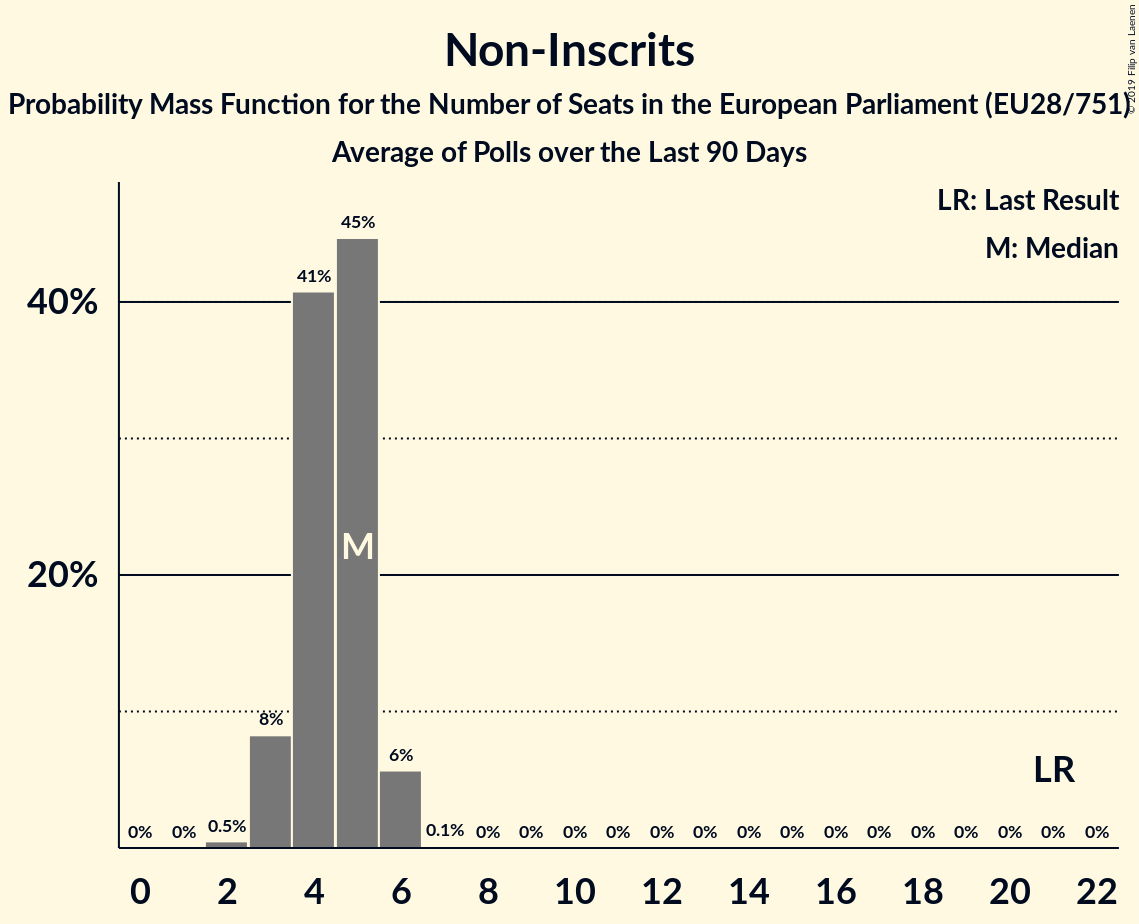 Non-Inscrits
Probability Mass Function for the Number of Seats in the European Parliament (EU28/751)
Average of Polls over the Last 90 Days
© 2019 Filip van Laenen
LR: Last Result
M: Median
45%
41%
40%
M
20%
8%
6%
LR
0% 0% 0.5% 0.1% 0% 0% 0% 0% 0% 0% 0% 0% 0% 0% 0% 0% 0% 0% 0%
0 2 4 6 8 10 12 14 16 18 20 22